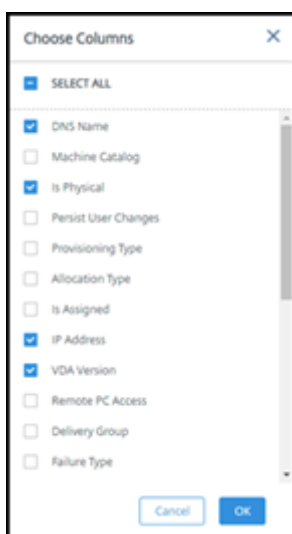 Choose Columns
SELECT ALL
DNS Name
Machine Catalog
Is Physical
Persist User Changes
Provisioning Type
Allocation Type
Is Assigned
IP Address
VDA Version
Remote PC Access
Delivery Group
Failure Type
Cancel OK